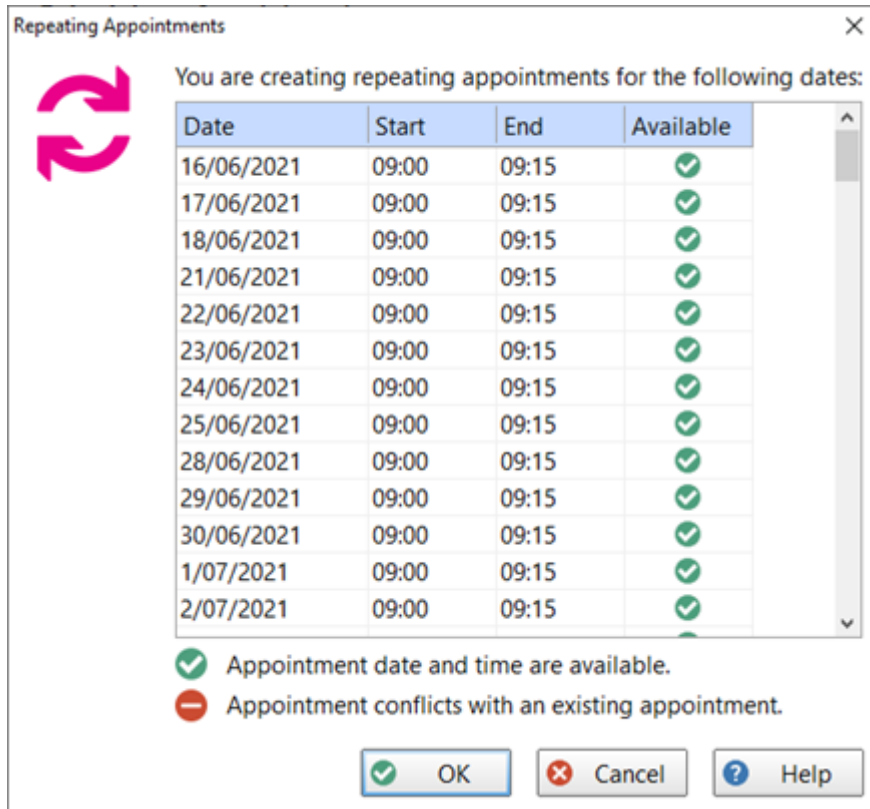 Repeating Appointments
You are creating repeating appointments for the following dates:
Date Start End Available
16/06/2021 09:00 09:15
17/06/2021 09:00 09:15
18/06/2021 09:00 09:15
21/06/2021 09:00 09:15
22/06/2021 09:00 09:15
23/06/2021 09:00 09:15
24/06/2021 09:00 09:15
25/06/2021 09:00 09:15
28/06/2021 09:00 09:15
29/06/2021 09:00 09:15
30/06/2021 09:00 09:15
1/07/2021 09:00 09:15
2/07/2021 09:00 09:15
Appointment date and time are available.
Appointment conflicts with an existing appointment.
OK Cancel Help